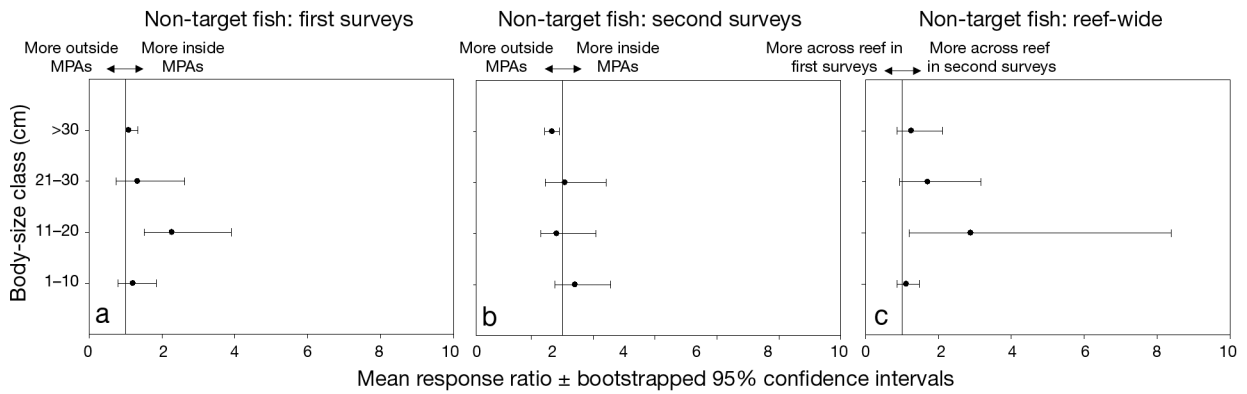 Non-target fish: first surveys
Non-target fish: second surveys
Non-target fish: reef-wide
More outside
MPAs
More inside
MPAs
More outside
MPAs
More inside
MPAs
More across reef in
first surveys
More across reef
in second surveys
Body-size class (cm)
>30
21–30
11–20
1–10
a
b
c
0 2 4 6 8 10
0 2 4 6 8 10
0 2 4 6 8 10
Mean response ratio ± bootstrapped 95% confidence intervals